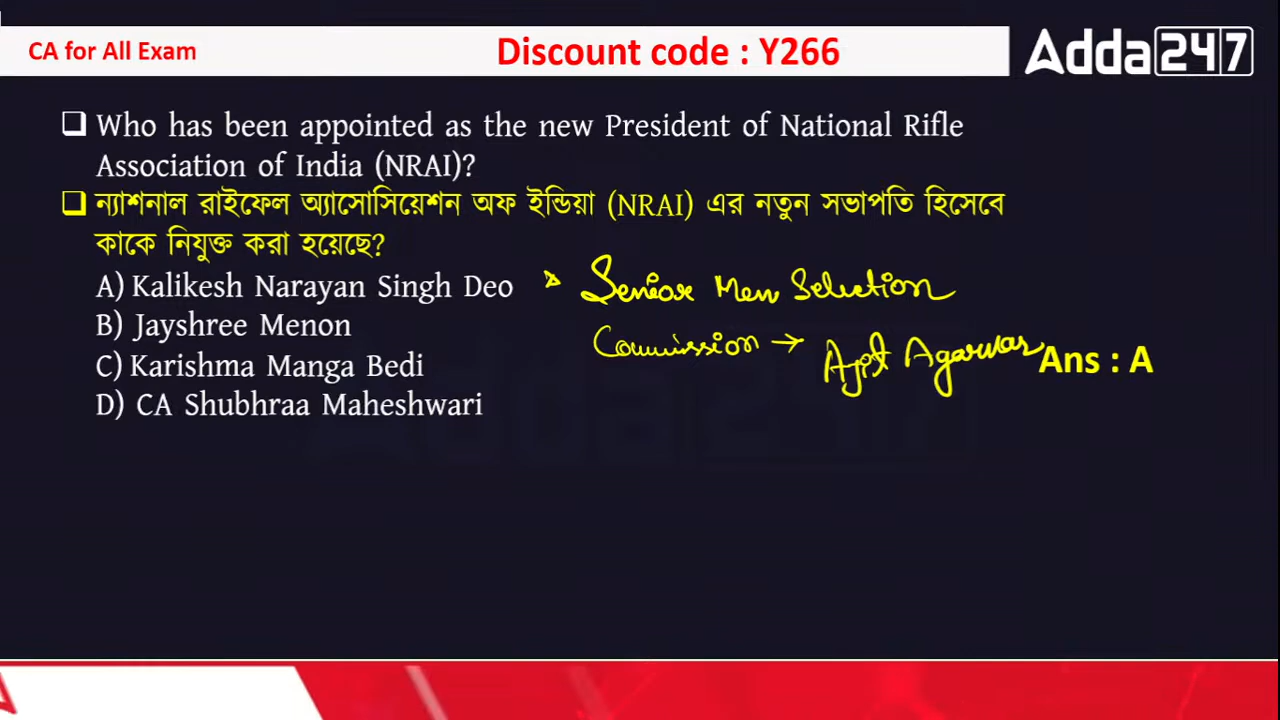 CA for All Exam
Discount code : Y266
Adda247
Who has been appointed as the new President of National Rifle
Association of India (NRAI)?
ন্যাশনাল রাইফেল অ্যাসোসিয়েশন অফ ইন্ডিয়া (NRAI) এর নতুন সভাপতি হিসেবে
কাকে নিযুক্ত করা হয়েছে?
A) Kalikesh Narayan Singh Deo
Senior Men Selection
B) Jayshree Menon
Commission → Ajit Agarwar
Ans : A
C) Karishma Manga Bedi
D) CA Shubhraa Maheshwari